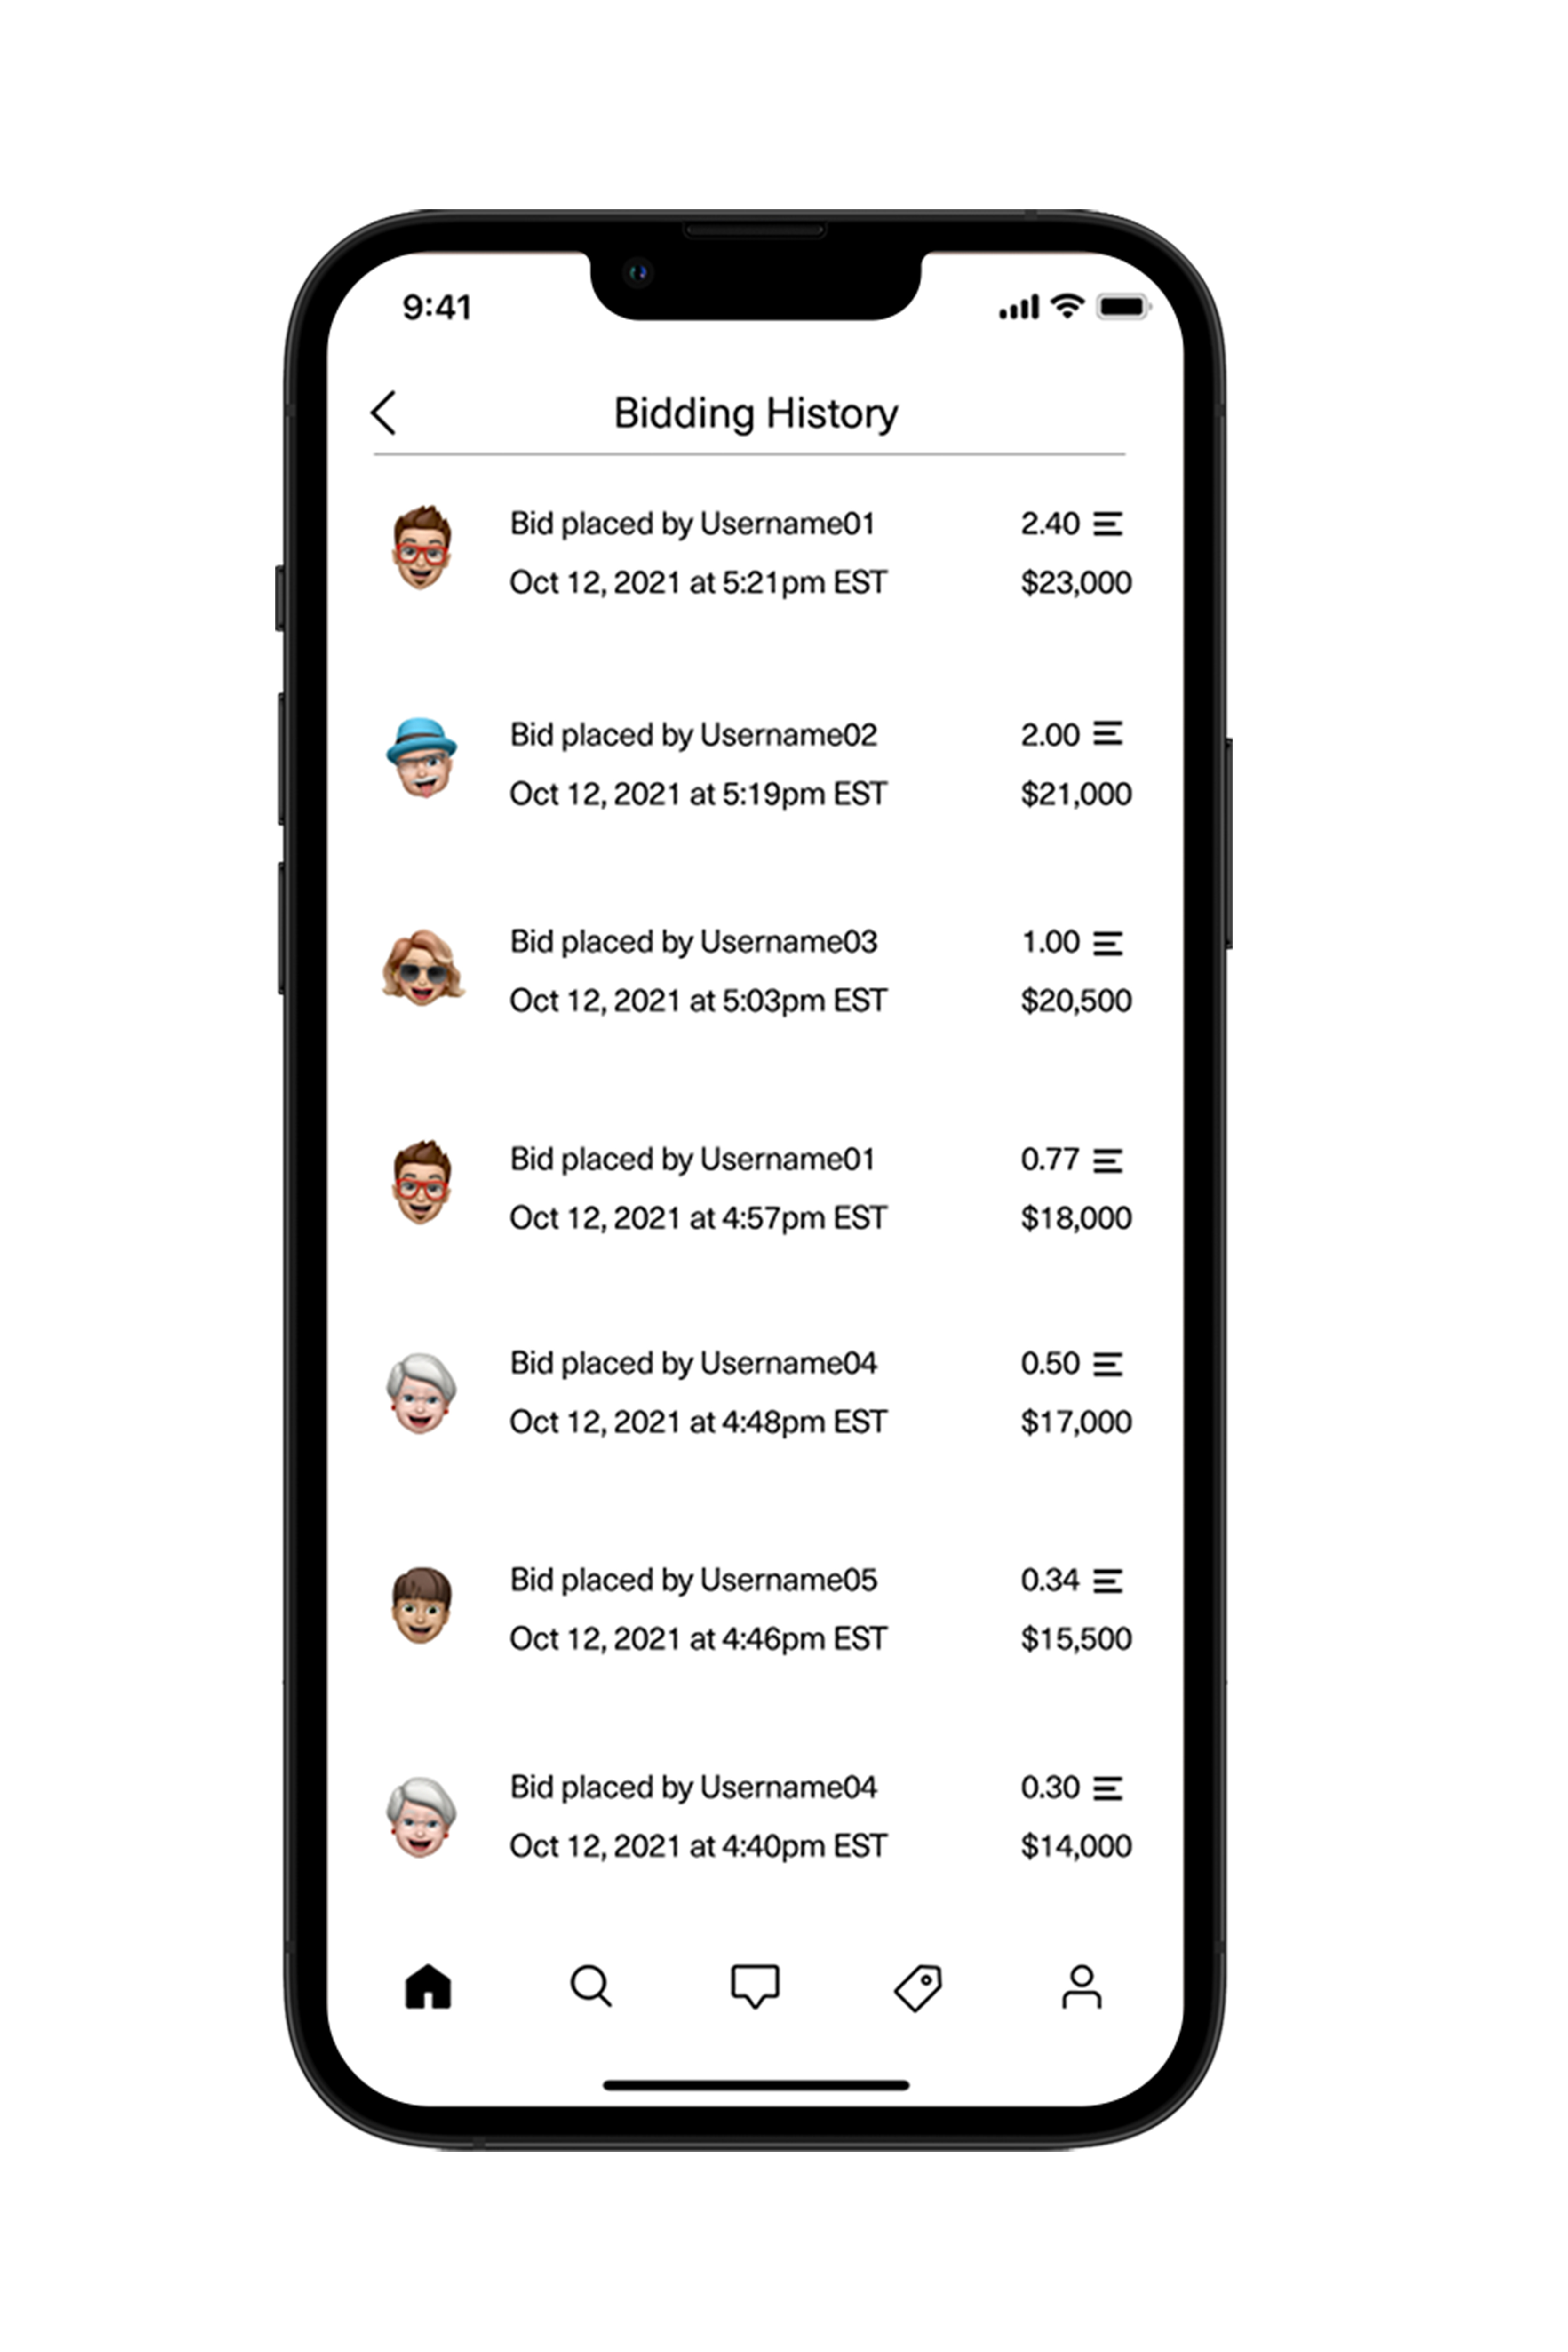 9:41
Bidding History
Bid placed by Username01 2.40
Oct 12, 2021 at 5:21pm EST $23,000
Bid placed by Username02 2.00
Oct 12, 2021 at 5:19pm EST $21,000
Bid placed by Username03 1.00
Oct 12, 2021 at 5:03pm EST $20,500
Bid placed by Username01 0.77
Oct 12, 2021 at 4:57pm EST $18,000
Bid placed by Username04 0.50
Oct 12, 2021 at 4:48pm EST $17,000
Bid placed by Username05 0.34
Oct 12, 2021 at 4:46pm EST $15,500
Bid placed by Username04 0.30
Oct 12, 2021 at 4:40pm EST $14,000